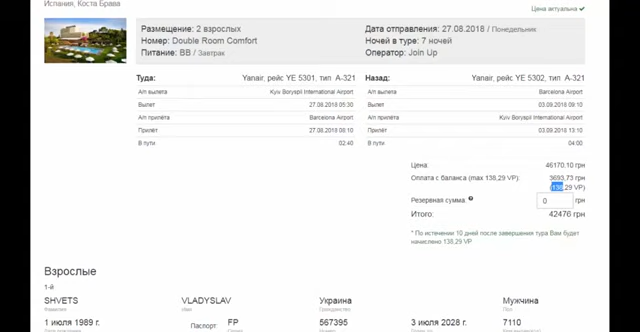 Испания, Коста Брава
Цена актуальна
Размещение: 2 взрослых
Номер: Double Room Comfort
Питание: BB / Завтрак
Дата отправления: 27.08.2018 / Понедельник
Ночей в туре: 7 ночей
Оператор: Join Up
Туда: Yanair, рейс YE 5301, тип A-321
А/п вылета Kyiv Boryspil International Airport
Вылет 27.08.2018 05:30
А/п прилёта Barcelona Airport
Прилёт 27.08.2018 08:10
В пути 02:40
Назад: Yanair, рейс YE 5302, тип A-321
А/п вылета Barcelona Airport
Вылет 03.09.2018 09:10
А/п прилёта Kyiv Boryspil International Airport
Прилёт 03.09.2018 13:10
В пути 04:00
Цена: 46170.10 грн
Оплата с баланса (max 138,29 VP): 3693,73 грн
(138,29 VP)
Резервная сумма: ? 0 грн
Итого: 42476 грн
* По истечении 10 дней после завершения тура Вам будет
начислено 138,29 VP
Взрослые
1-й
SHVETS VLADYSLAV Украина Мужчина
Фамилия Имя Гражданство Пол
1 июля 1989 г. Паспорт: FP 567395 3 июля 2028 г. 7110